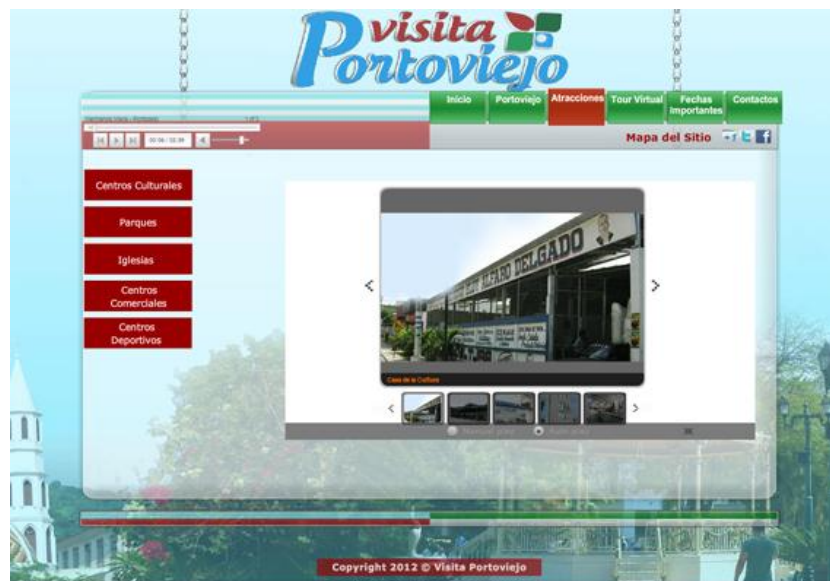 visita
Portoviejo
Inicio
Portoviejo
Atracciones
Tour Virtual
Fechas
Importantes
Contactos
Mapa del Sitio
Centros Culturales
Parques
Iglesias
Centros
Comerciales
Centros
Deportivos
ELOY ALFARO DELGADO
Casa de la Cultura
Copyright 2012 © Visita Portoviejo